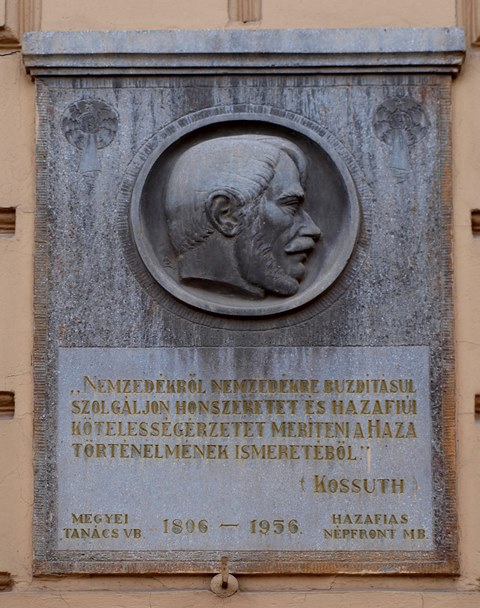 „NEMZEDÉKRŐL NEMZEDÉKRE BUZDÍTÁSUL
SZOLGÁLJON HONSZERETET ÉS HAZAFIÚI
KÖTELESSÉGÉRZETET MERÍTENI A HAZA
TÖRTÉNELMÉNEK ISMERETÉBŐL"
(KOSSUTH)
MEGYEI
TANÁCS VB.
1806 — 1956.
HAZAFIAS
NÉPFRONT MB.